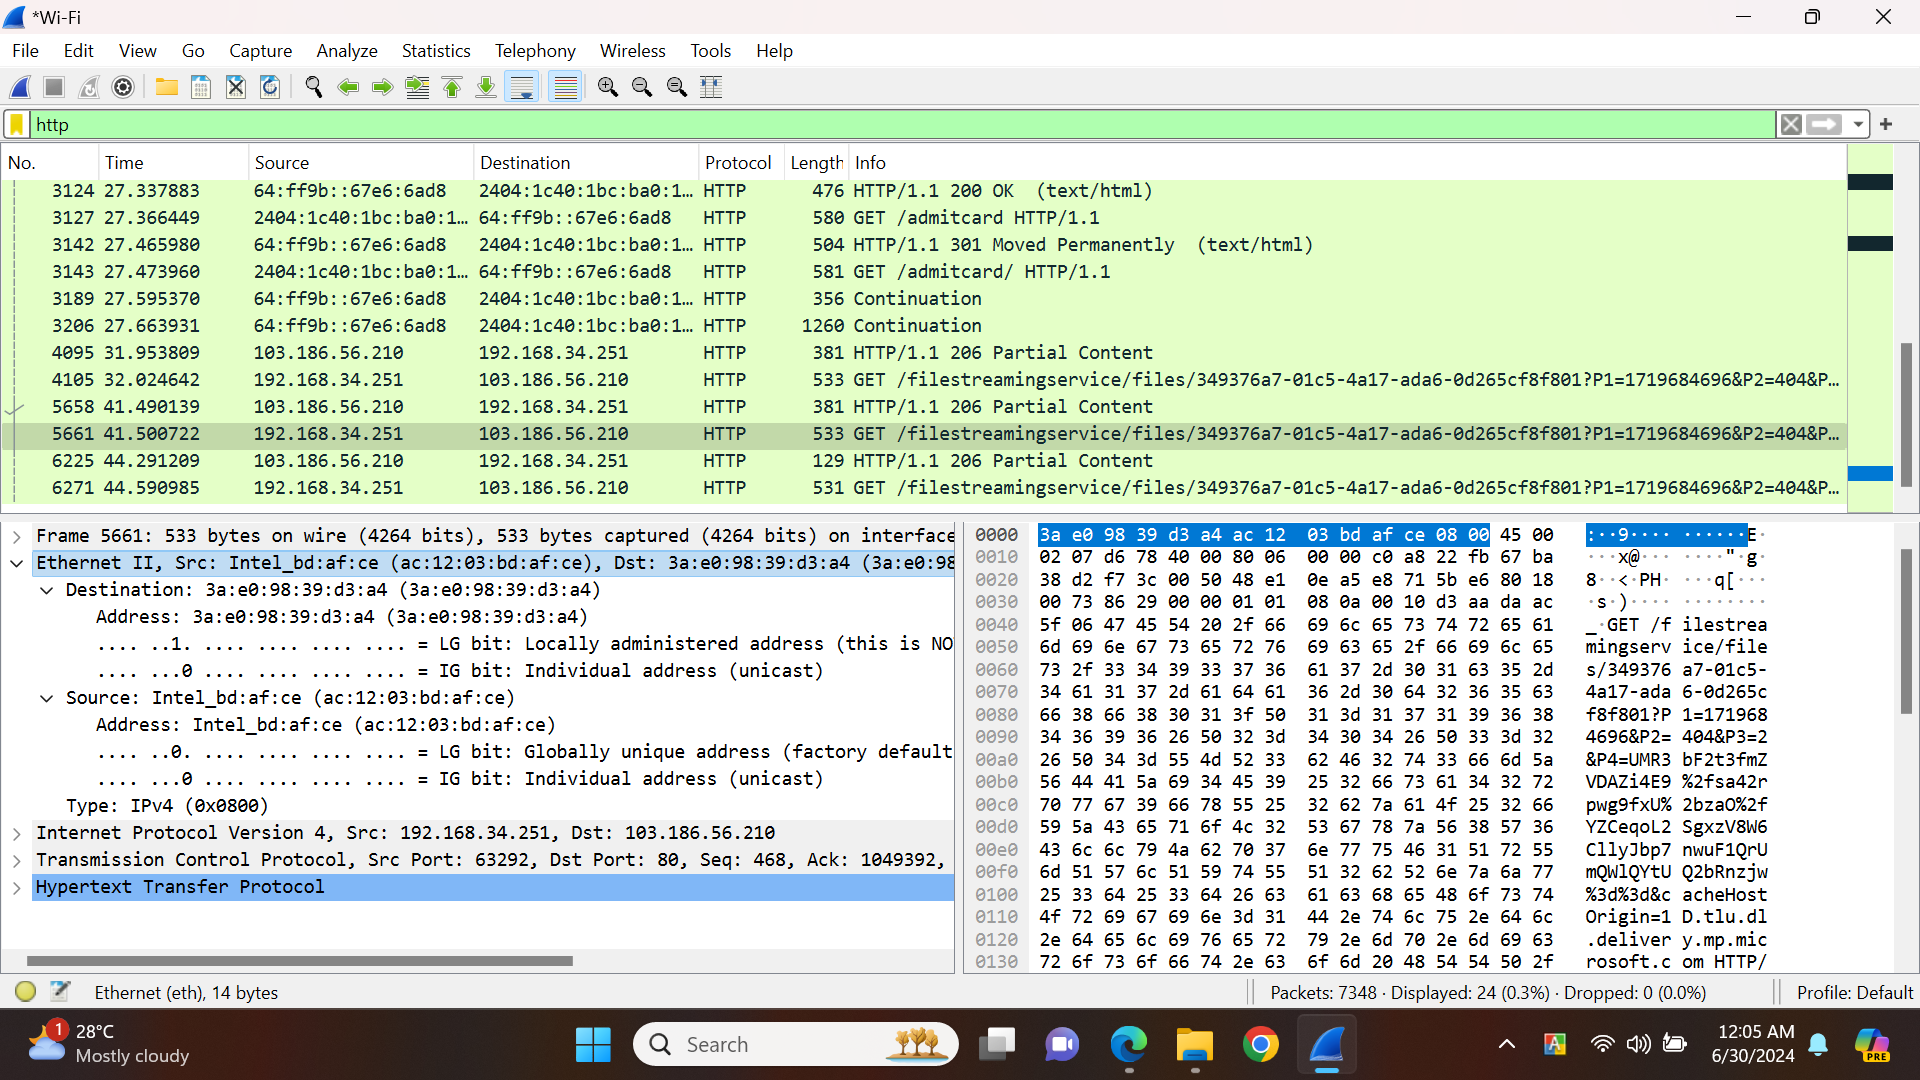 *Wi-Fi
File Edit View Go Capture Analyze Statistics Telephony Wireless Tools Help
http
No. Time Source Destination Protocol Length Info
3124 27.337883 64:ff9b::67e6:6ad8 2404:1c40:1bc:ba0:1… HTTP 476 HTTP/1.1 200 OK (text/html)
3127 27.366449 2404:1c40:1bc:ba0:1… 64:ff9b::67e6:6ad8 HTTP 580 GET /admitcard HTTP/1.1
3142 27.465980 64:ff9b::67e6:6ad8 2404:1c40:1bc:ba0:1… HTTP 504 HTTP/1.1 301 Moved Permanently (text/html)
3143 27.473960 2404:1c40:1bc:ba0:1… 64:ff9b::67e6:6ad8 HTTP 581 GET /admitcard/ HTTP/1.1
3189 27.595370 64:ff9b::67e6:6ad8 2404:1c40:1bc:ba0:1… HTTP 356 Continuation
3206 27.663931 64:ff9b::67e6:6ad8 2404:1c40:1bc:ba0:1… HTTP 1260 Continuation
4095 31.953809 103.186.56.210 192.168.34.251 HTTP 381 HTTP/1.1 206 Partial Content
4105 32.024642 192.168.34.251 103.186.56.210 HTTP 533 GET /filestreamingservice/files/349376a7-01c5-4a17-ada6-0d265cf8f801?P1=1719684696&P2=404&P…
5658 41.490139 103.186.56.210 192.168.34.251 HTTP 381 HTTP/1.1 206 Partial Content
5661 41.500722 192.168.34.251 103.186.56.210 HTTP 533 GET /filestreamingservice/files/349376a7-01c5-4a17-ada6-0d265cf8f801?P1=1719684696&P2=404&P…
6225 44.291209 103.186.56.210 192.168.34.251 HTTP 129 HTTP/1.1 206 Partial Content
6271 44.590985 192.168.34.251 103.186.56.210 HTTP 531 GET /filestreamingservice/files/349376a7-01c5-4a17-ada6-0d265cf8f801?P1=1719684696&P2=404&P…
Frame 5661: 533 bytes on wire (4264 bits), 533 bytes captured (4264 bits) on interface
Ethernet II, Src: Intel_bd:af:ce (ac:12:03:bd:af:ce), Dst: 3a:e0:98:39:d3:a4 (3a:e0:98
Destination: 3a:e0:98:39:d3:a4 (3a:e0:98:39:d3:a4)
Address: 3a:e0:98:39:d3:a4 (3a:e0:98:39:d3:a4)
.... ..1. .... .... .... .... = LG bit: Locally administered address (this is NO
.... ...0 .... .... .... .... = IG bit: Individual address (unicast)
Source: Intel_bd:af:ce (ac:12:03:bd:af:ce)
Address: Intel_bd:af:ce (ac:12:03:bd:af:ce)
.... ..0. .... .... .... .... = LG bit: Globally unique address (factory default
.... ...0 .... .... .... .... = IG bit: Individual address (unicast)
Type: IPv4 (0x0800)
Internet Protocol Version 4, Src: 192.168.34.251, Dst: 103.186.56.210
Transmission Control Protocol, Src Port: 63292, Dst Port: 80, Seq: 468, Ack: 1049392,
Hypertext Transfer Protocol
0000 3a e0 98 39 d3 a4 ac 12 03 bd af ce 08 00 45 00 :··9···· ······E·
0010 02 07 d6 78 40 00 80 06 00 00 c0 a8 22 fb 67 ba ···x@··· ····"·g·
0020 38 d2 f7 3c 00 50 48 e1 0e a5 e8 71 5b e6 80 18 8··<·PH· ···q[···
0030 00 73 86 29 00 00 01 01 08 0a 00 10 d3 aa da ac ·s·)···· ········
0040 5f 06 47 45 54 20 2f 66 69 6c 65 73 74 72 65 61 _·GET /f ilestrea
0050 6d 69 6e 67 73 65 72 76 69 63 65 2f 66 69 6c 65 mingserv ice/file
0060 73 2f 33 34 39 33 37 36 61 37 2d 30 31 63 35 2d s/349376 a7-01c5-
0070 34 61 31 37 2d 61 64 61 36 2d 30 64 32 36 35 63 4a17-ada 6-0d265c
0080 66 38 66 38 30 31 3f 50 31 3d 31 37 31 39 36 38 f8f801?P 1=171968
0090 34 36 39 36 26 50 32 3d 34 30 34 26 50 33 3d 32 4696&P2= 404&P3=2
00a0 26 50 34 3d 55 4d 52 33 62 46 32 74 33 66 6d 5a &P4=UMR3 bF2t3fmZ
00b0 56 44 41 5a 69 34 45 39 25 32 66 73 61 34 32 72 VDAZi4E9 %2fsa42r
00c0 70 77 67 39 66 78 55 25 32 62 7a 61 4f 25 32 66 pwg9fxU% 2bzaO%2f
00d0 59 5a 43 65 71 6f 4c 32 53 67 78 7a 56 38 57 36 YZCeqoL2 SgxzV8W6
00e0 43 6c 6c 79 4a 62 70 37 6e 77 75 46 31 51 72 55 CllyJbp7 nwuF1QrU
00f0 6d 51 57 6c 51 59 74 55 51 32 62 52 6e 7a 6a 77 mQWlQYtU Q2bRnzjw
0100 25 33 64 25 33 64 26 63 61 63 68 65 48 6f 73 74 %3d%3d&c acheHost
0110 4f 72 69 67 69 6e 3d 31 44 2e 74 6c 75 2e 64 6c Origin=1 D.tlu.dl
0120 2e 64 65 6c 69 76 65 72 79 2e 6d 70 2e 6d 69 63 .deliver y.mp.mic
0130 72 6f 73 6f 66 74 2e 63 6f 6d 20 48 54 54 50 2f rosoft.c om HTTP/
Ethernet (eth), 14 bytes Packets: 7348 · Displayed: 24 (0.3%) · Dropped: 0 (0.0%) Profile: Default
1 28°C
Mostly cloudy
Search
A
12:05 AM
6/30/2024
PRE